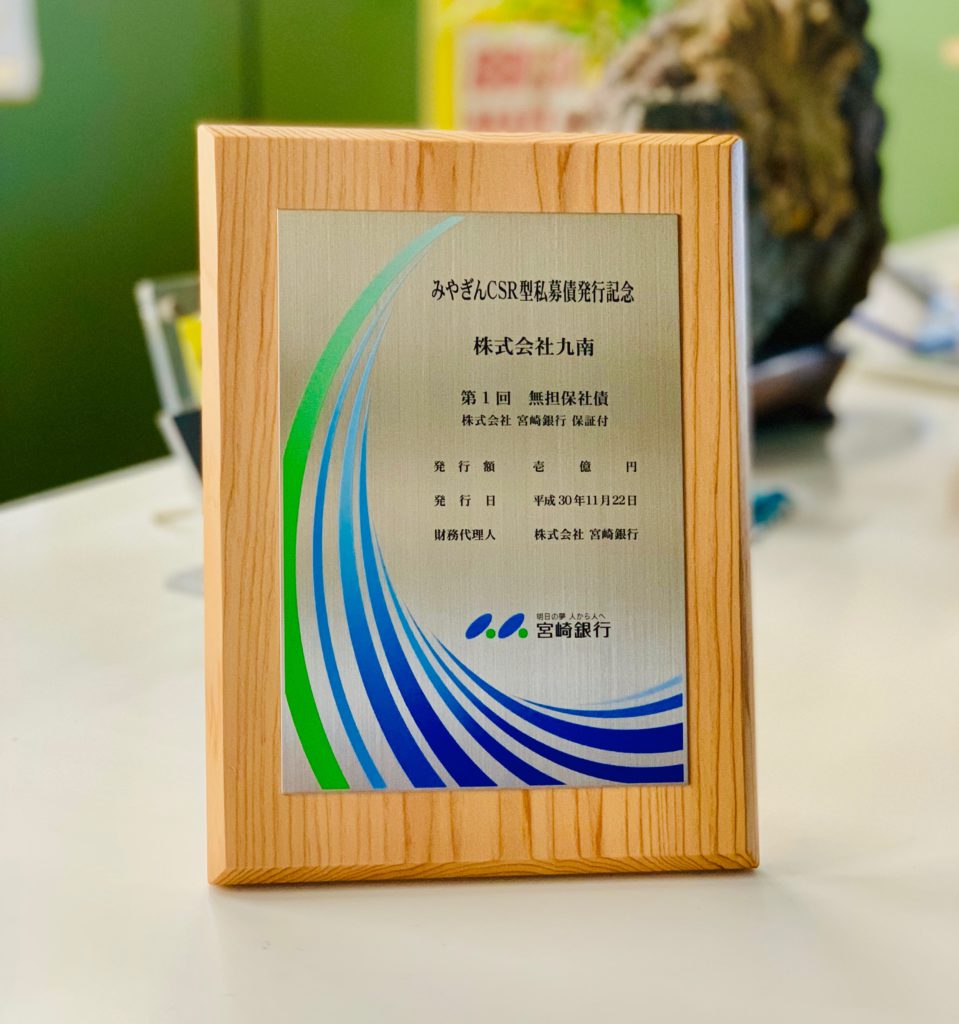 みやぎんCSR型私募債発行記念
株式会社九南
第1回 無担保社債
株式会社 宮崎銀行 保証付
発行額 壱億円
発行日 平成30年11月22日
財務代理人 株式会社 宮崎銀行
明日の夢 人から人へ
宮崎銀行